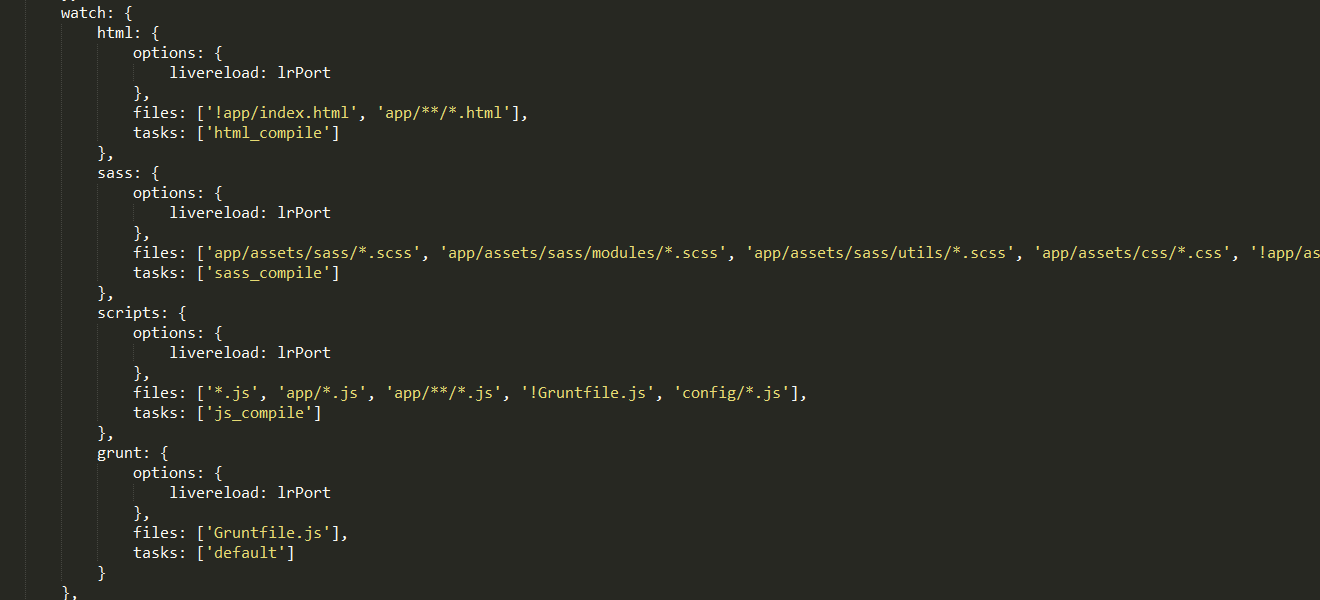 watch: {
html: {
options: {
livereload: lrPort
},
files: ['!app/index.html', 'app/**/*.html'],
tasks: ['html_compile']
},
sass: {
options: {
livereload: lrPort
},
files: ['app/assets/sass/*.scss', 'app/assets/sass/modules/*.scss', 'app/assets/sass/utils/*.scss', 'app/assets/css/*.css', '!app/as
tasks: ['sass_compile']
},
scripts: {
options: {
livereload: lrPort
},
files: ['*.js', 'app/*.js', 'app/**/*.js', '!Gruntfile.js', 'config/*.js'],
tasks: ['js_compile']
},
grunt: {
options: {
livereload: lrPort
},
files: ['Gruntfile.js'],
tasks: ['default']
}
},